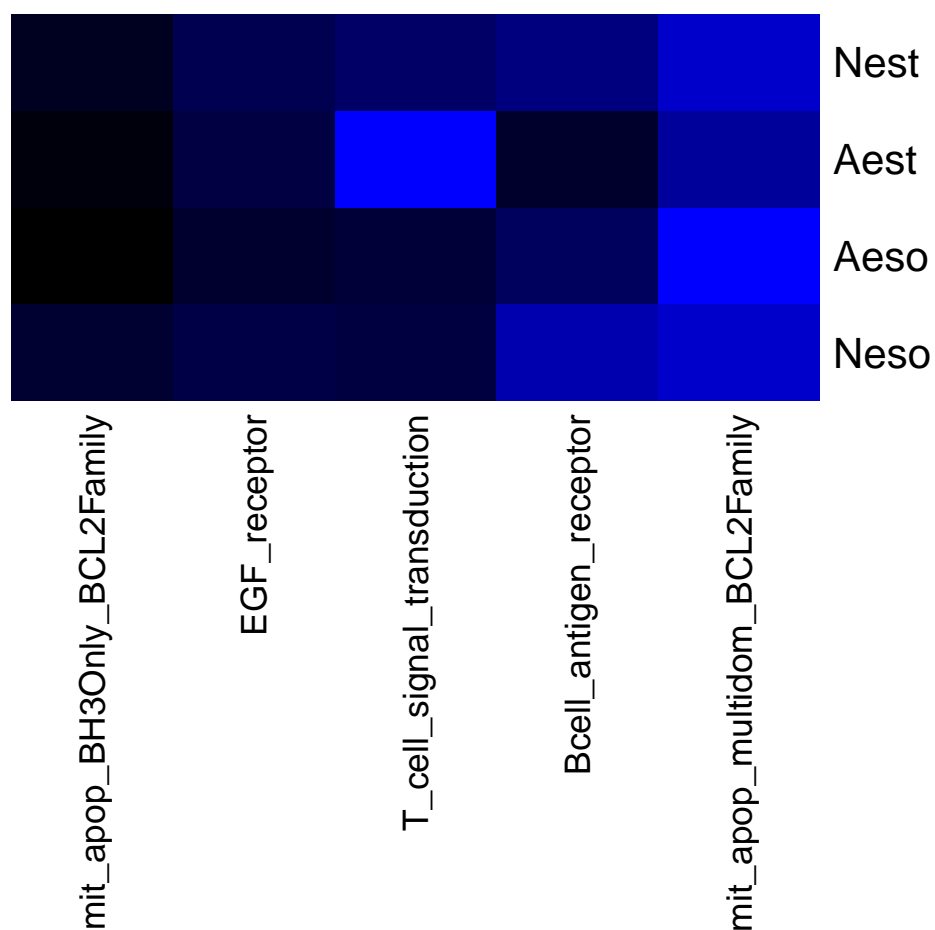 Nest
Aest
Aeso
Neso
mit_apop_BH3Only_BCL2Family
EGF_receptor
T_cell_signal_transduction
Bcell_antigen_receptor
mit_apop_multidom_BCL2Family